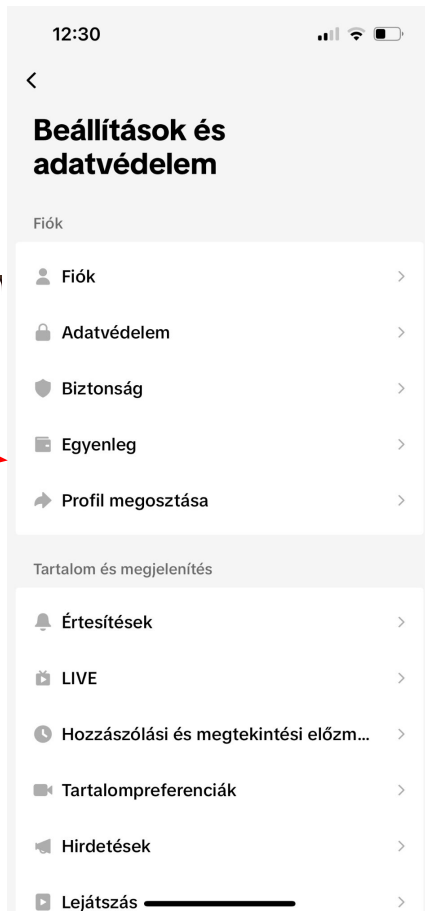 12:30
Beállítások és
adatvédelem
Fiók
Fiók
Adatvédelem
Biztonság
Egyenleg
Profil megosztása
Tartalom és megjelenítés
Értesítések
LIVE
Hozzászólási és megtekintési előzm...
Tartalompreferenciák
Hirdetések
Lejátszás